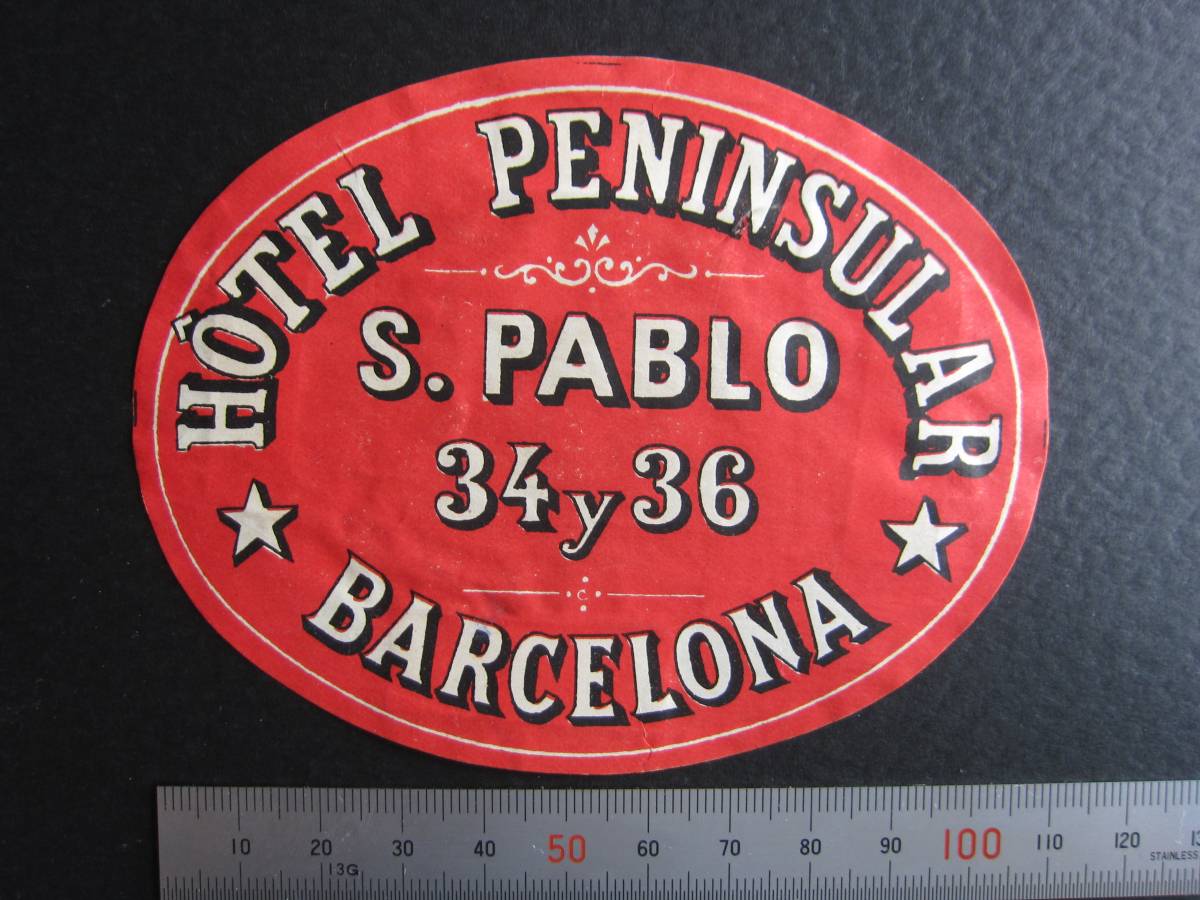 HÔTEL PENINSULAR
S. PABLO
34 y 36
c
BARCELONA
10 20 30 40 50 60 70 80 90 100 110 120
13G
STAINLESS